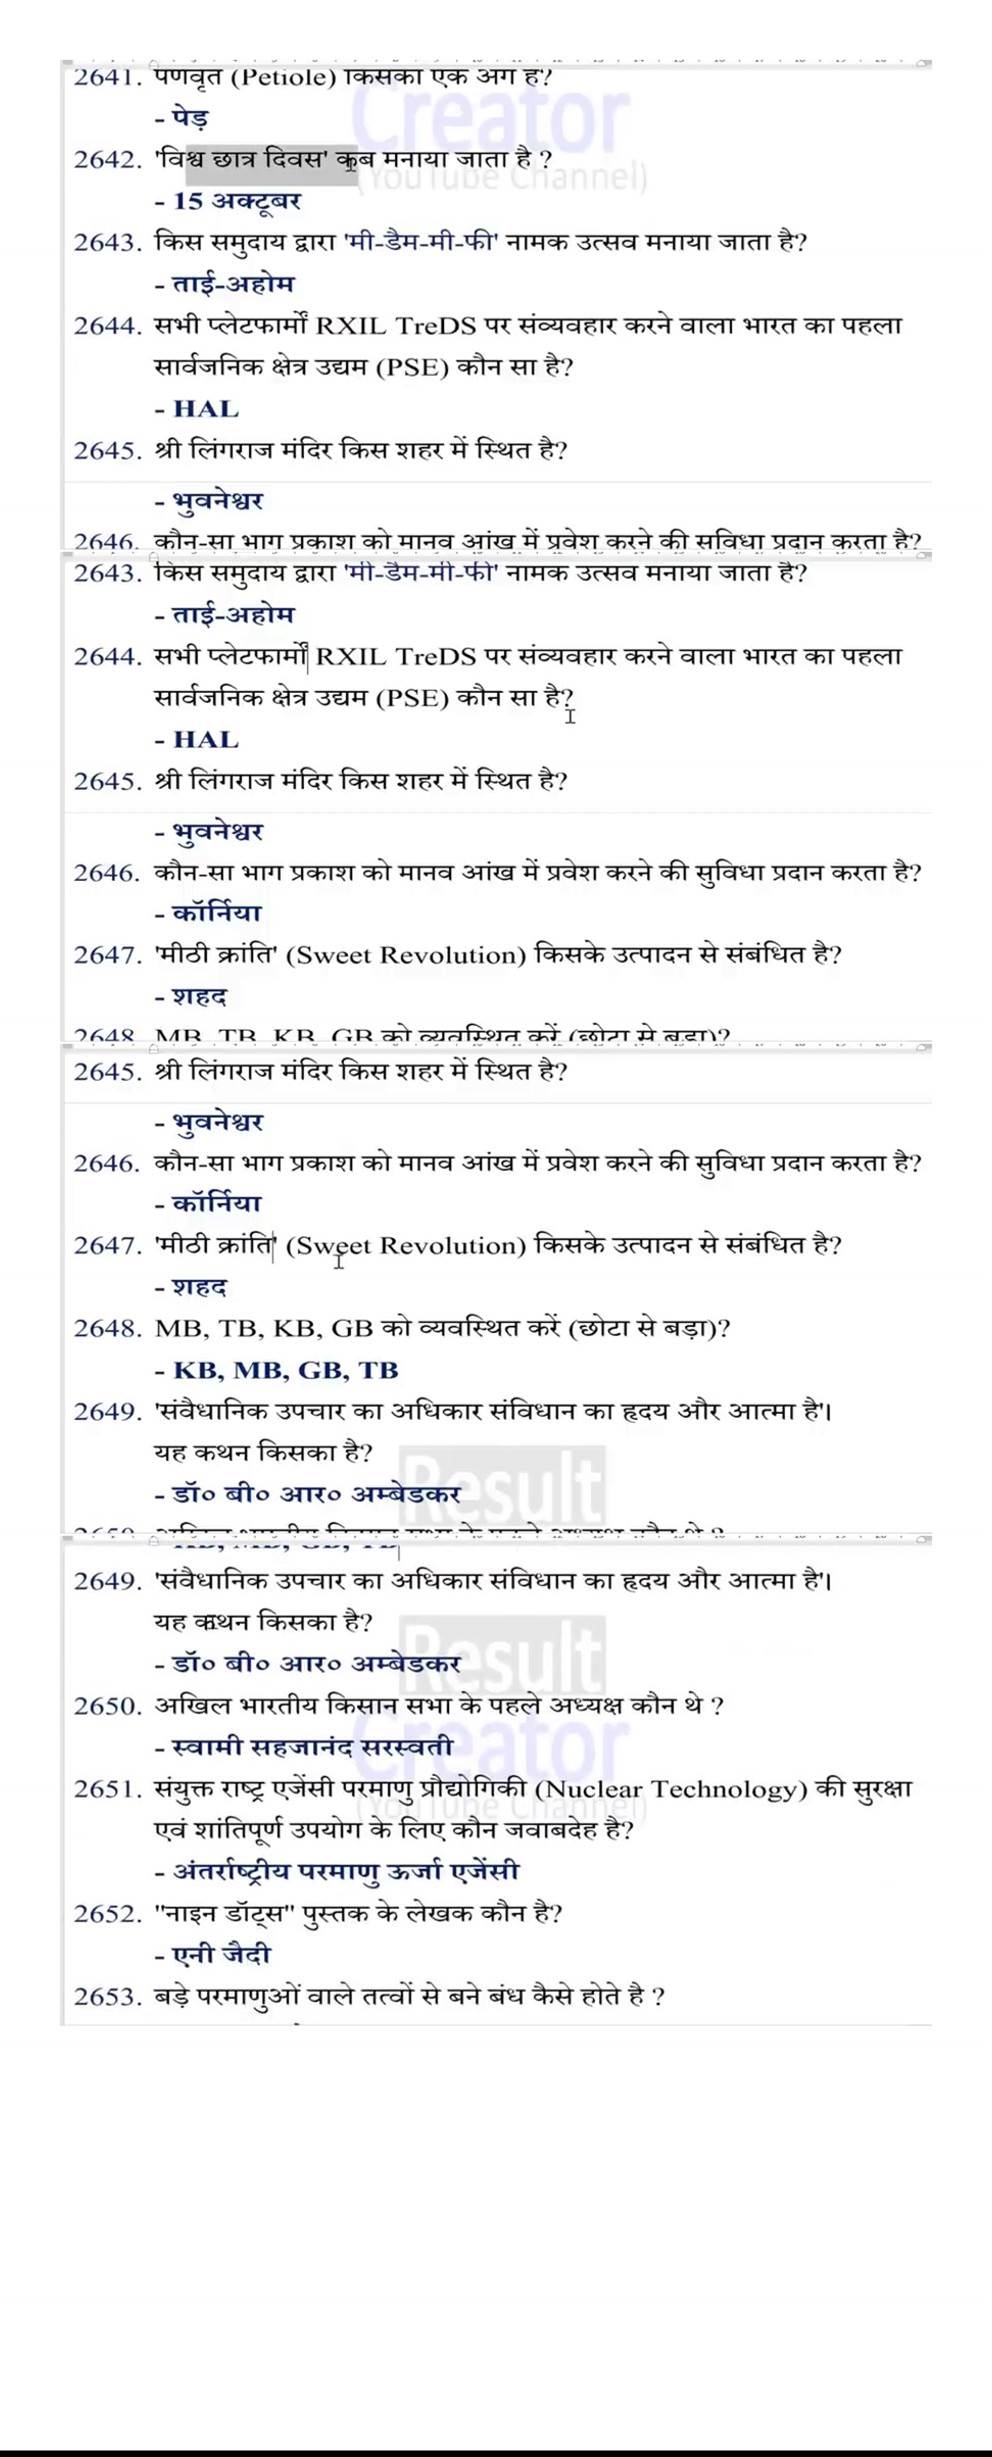 2641. पर्णवृत (Petiole) किसका एक अंग है?
- पेड़
Creator
2642. 'विश्व छात्र दिवस' कब मनाया जाता है ?
(YouTube Channel)
- 15 अक्टूबर
2643. किस समुदाय द्वारा 'मी-डैम-मी-फी' नामक उत्सव मनाया जाता है?
- ताई-अहोम
2644. सभी प्लेटफार्मों RXIL TreDS पर संव्यवहार करने वाला भारत का पहला
सार्वजनिक क्षेत्र उद्यम (PSE) कौन सा है?
- HAL
2645. श्री लिंगराज मंदिर किस शहर में स्थित है?
- भुवनेश्वर
2646. कौन-सा भाग प्रकाश को मानव आंख में प्रवेश करने की सुविधा प्रदान करता है?
2643. किस समुदाय द्वारा 'मी-डैम-मी-फी' नामक उत्सव मनाया जाता है?
- ताई-अहोम
2644. सभी प्लेटफार्मों RXIL TreDS पर संव्यवहार करने वाला भारत का पहला
सार्वजनिक क्षेत्र उद्यम (PSE) कौन सा है?
- HAL
2645. श्री लिंगराज मंदिर किस शहर में स्थित है?
- भुवनेश्वर
2646. कौन-सा भाग प्रकाश को मानव आंख में प्रवेश करने की सुविधा प्रदान करता है?
- कॉर्निया
2647. 'मीठी क्रांति' (Sweet Revolution) किसके उत्पादन से संबंधित है?
- शहद
2648. MB, TB, KB, GB को व्यवस्थित करें (छोटा से बड़ा)?
2645. श्री लिंगराज मंदिर किस शहर में स्थित है?
- भुवनेश्वर
2646. कौन-सा भाग प्रकाश को मानव आंख में प्रवेश करने की सुविधा प्रदान करता है?
- कॉर्निया
2647. 'मीठी क्रांति' (Sweet Revolution) किसके उत्पादन से संबंधित है?
- शहद
2648. MB, TB, KB, GB को व्यवस्थित करें (छोटा से बड़ा)?
- KB, MB, GB, TB
2649. 'संवैधानिक उपचार का अधिकार संविधान का हृदय और आत्मा है'।
यह कथन किसका है?
Result
- डॉ० बी० आर० अम्बेडकर
2649. 'संवैधानिक उपचार का अधिकार संविधान का हृदय और आत्मा है'।
यह कथन किसका है?
Result
- डॉ० बी० आर० अम्बेडकर
2650. अखिल भारतीय किसान सभा के पहले अध्यक्ष कौन थे ?
Creator
- स्वामी सहजानंद सरस्वती
2651. संयुक्त राष्ट्र एजेंसी परमाणु प्रौद्योगिकी (Nuclear Technology) की सुरक्षा
(YouTube Channel)
एवं शांतिपूर्ण उपयोग के लिए कौन जवाबदेह है?
- अंतर्राष्ट्रीय परमाणु ऊर्जा एजेंसी
2652. "नाइन डॉट्स" पुस्तक के लेखक कौन है?
- एनी जैदी
2653. बड़े परमाणुओं वाले तत्वों से बने बंध कैसे होते है ?